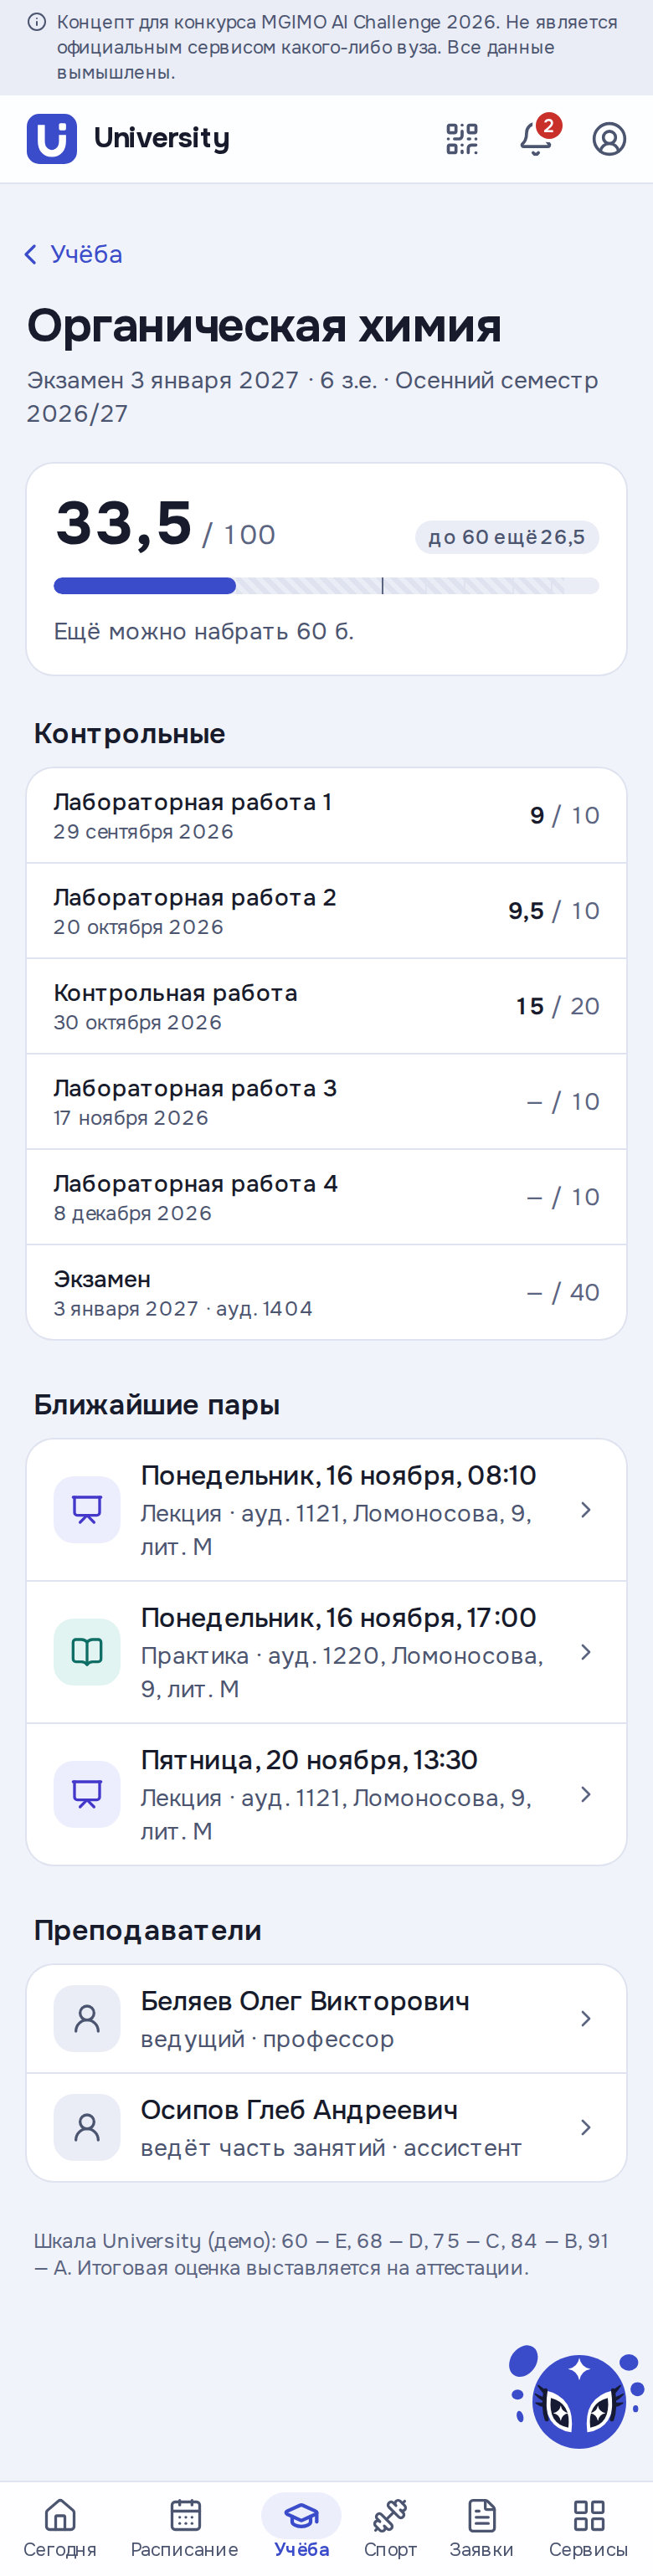 Концепт для конкурса MGIMO AI Challenge 2026. Не является
официальным сервисом какого-либо вуза. Все данные
вымышлены.
University
2
Учёба
Органическая химия
Экзамен 3 января 2027 · 6 з.е. · Осенний семестр
2026/27
33,5 / 100
до 60 ещё 26,5
Ещё можно набрать 60 б.
Контрольные
Лабораторная работа 1
29 сентября 2026
9 / 10
Лабораторная работа 2
20 октября 2026
9,5 / 10
Контрольная работа
30 октября 2026
15 / 20
Лабораторная работа 3
17 ноября 2026
– / 10
Лабораторная работа 4
8 декабря 2026
– / 10
Экзамен
3 января 2027 · ауд. 1404
– / 40
Ближайшие пары
Понедельник, 16 ноября, 08:10
Лекция · ауд. 1121, Ломоносова, 9,
лит. М
Понедельник, 16 ноября, 17:00
Практика · ауд. 1220, Ломоносова,
9, лит. М
Пятница, 20 ноября, 13:30
Лекция · ауд. 1121, Ломоносова, 9,
лит. М
Преподаватели
Беляев Олег Викторович
ведущий · профессор
Осипов Глеб Андреевич
ведёт часть занятий · ассистент
Шкала University (демо): 60 – E, 68 – D, 75 – C, 84 – B, 91
– A. Итоговая оценка выставляется на аттестации.
Сегодня
Расписание
Учёба
Спорт
Заявки
Сервисы